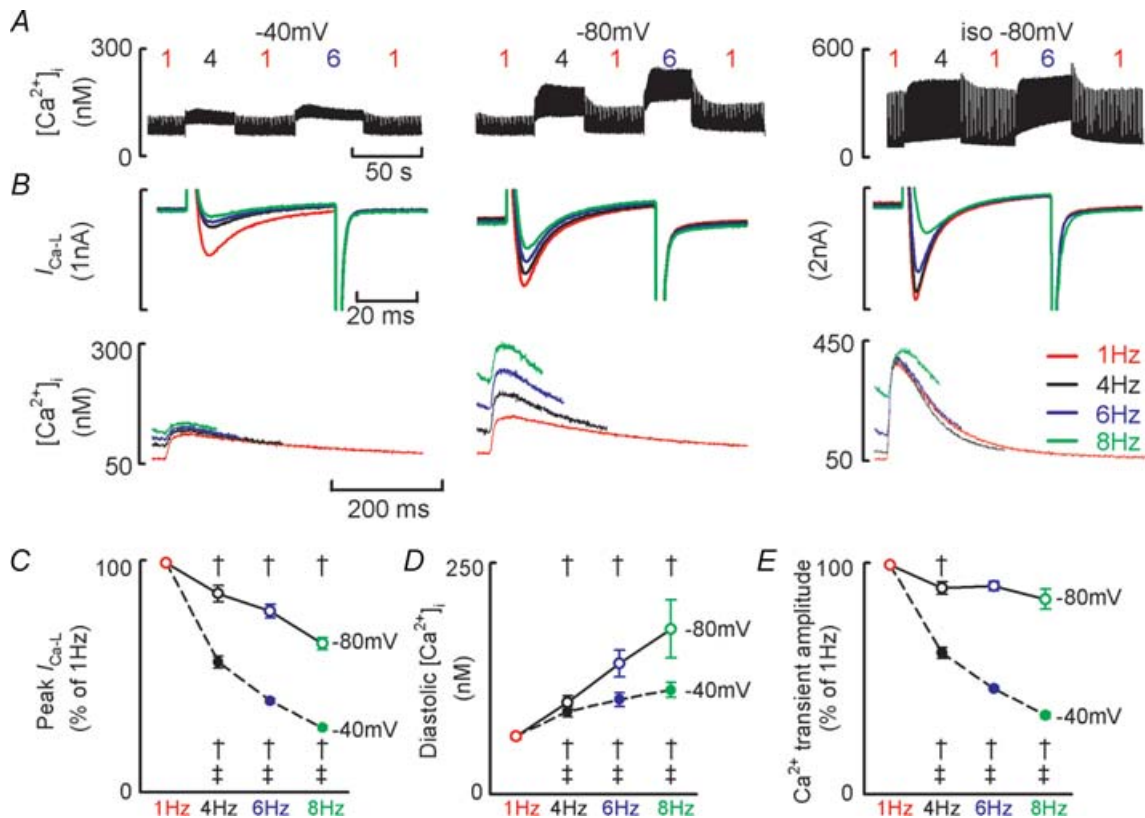 A
-40mV
-80mV
iso -80mV
1 4 1 6 1
1 4 1 6 1
1 4 1 6 1
[Ca²⁺]ᵢ
(nM)
300
0
300
0
600
0
50 s
B
I_Ca-L
(1nA)
(2nA)
20 ms
[Ca²⁺]ᵢ
(nM)
300
50
450
50
1Hz
4Hz
6Hz
8Hz
200 ms
C
Peak I_Ca-L
(% of 1Hz)
100
0
† † †
-80mV
-40mV
† † †
‡ ‡ ‡
1Hz 4Hz 6Hz 8Hz
D
Diastolic [Ca²⁺]ᵢ
(nM)
250
0
† † †
-80mV
-40mV
† † †
‡ ‡ ‡
1Hz 4Hz 6Hz 8Hz
E
Ca²⁺ transient amplitude
(% of 1Hz)
100
0
†
-80mV
-40mV
† † †
‡ ‡ ‡
1Hz 4Hz 6Hz 8Hz